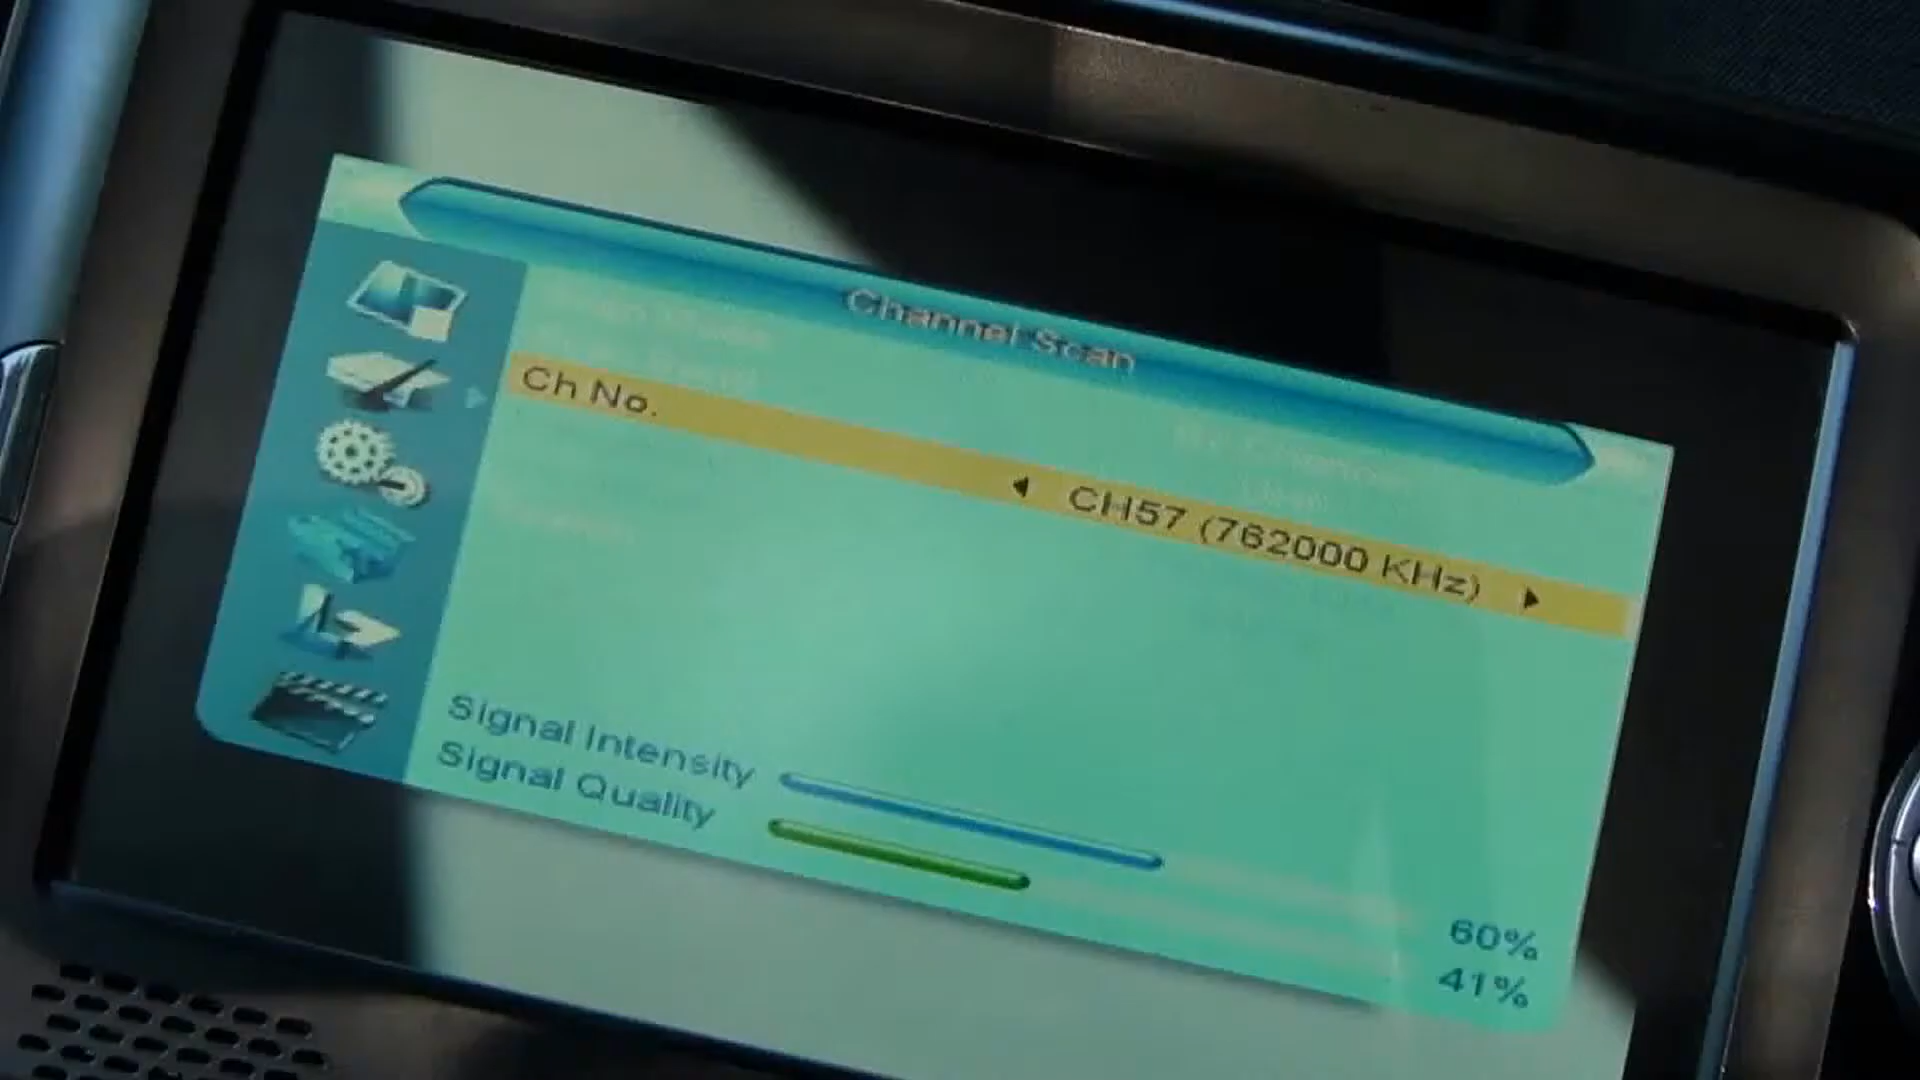 Channel Scan
Ch No.
CH57 (762000 KHz)
Signal Intensity
60%
Signal Quality
41%